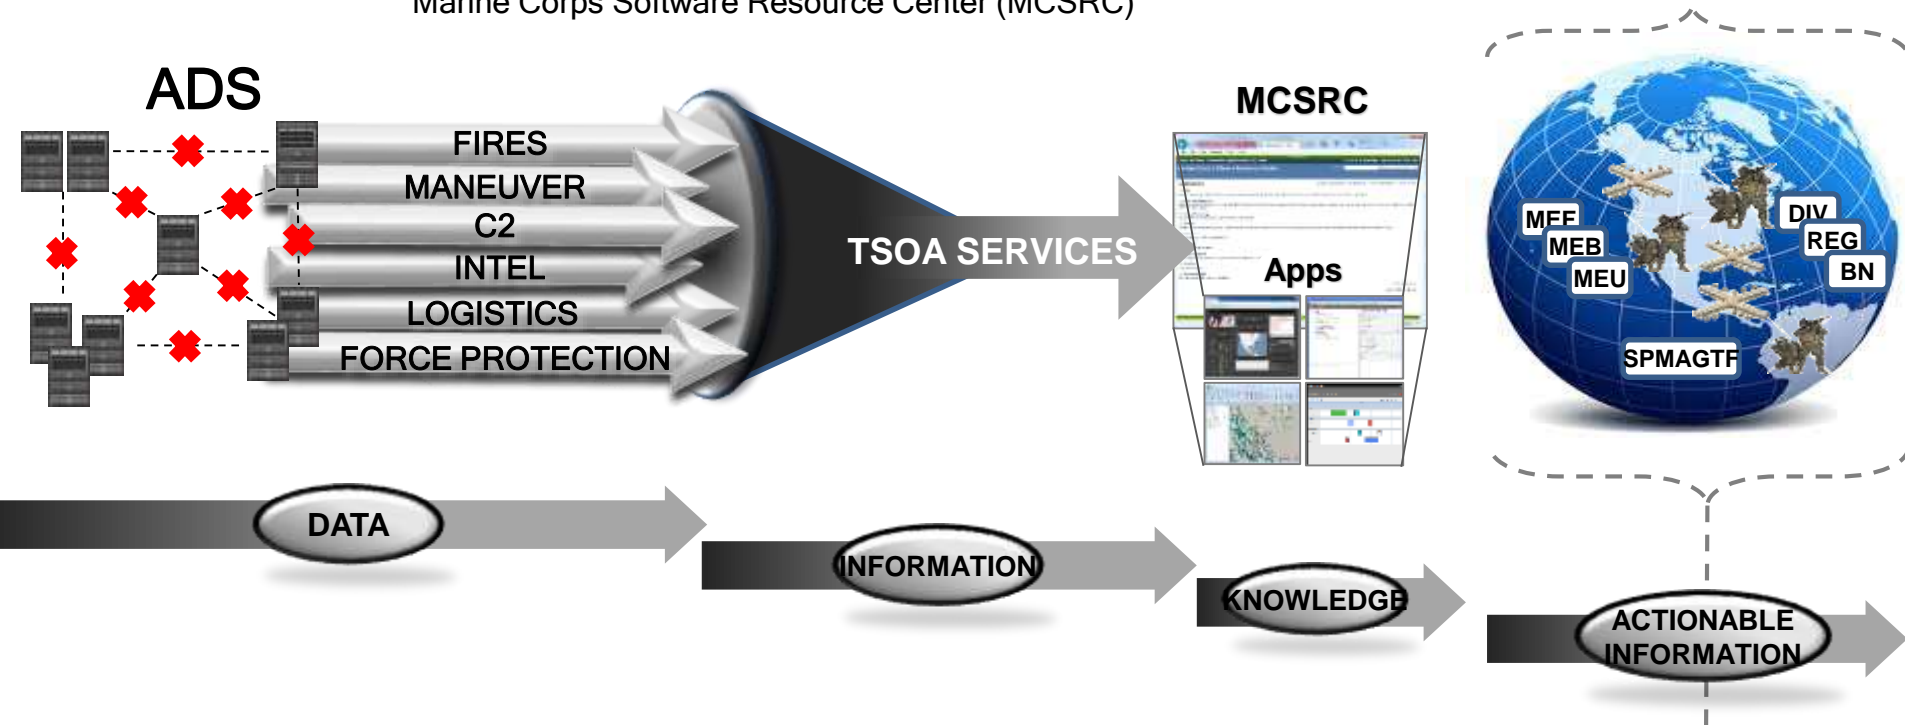 Marine Corps Software Resource Center (MCSRC)
ADS
FIRES
MANEUVER
C2
INTEL
LOGISTICS
FORCE PROTECTION
TSOA SERVICES
MCSRC
Apps
MEF
MEB
MEU
DIV
REG
BN
SPMAGTF
DATA
INFORMATION
KNOWLEDGE
ACTIONABLE
INFORMATION